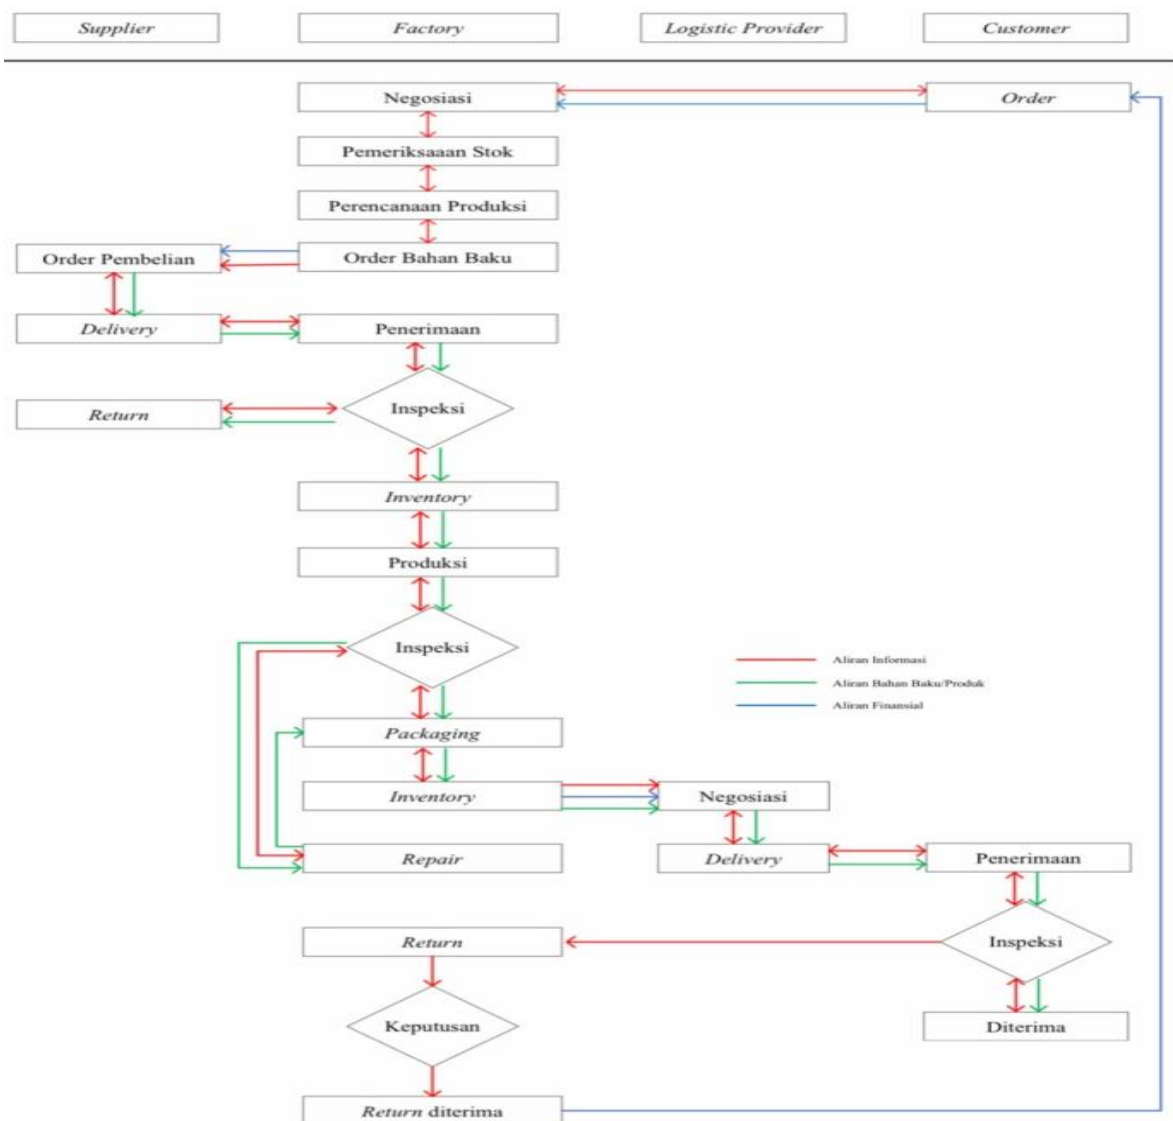 Supplier
Factory
Logistic Provider
Customer
Negosiasi
Order
Pemeriksaaan Stok
Perencanaan Produksi
Order Pembelian
Order Bahan Baku
Delivery
Penerimaan
Return
Inspeksi
Inventory
Produksi
Inspeksi
Aliran Informasi
Aliran Bahan Baku/Produk
Aliran Finansial
Packaging
Inventory
Negosiasi
Repair
Delivery
Penerimaan
Return
Inspeksi
Keputusan
Diterima
Return diterima